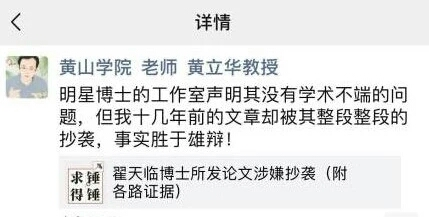 详情
黄山学院 老师 黄立华教授
明星博士的工作室声明其没有学术不端的问
题，但我十几年前的文章却被其整段整段的
抄袭，事实胜于雄辩！
求锤
得锤
翟天临博士所发论文涉嫌抄袭（附
各路证据）